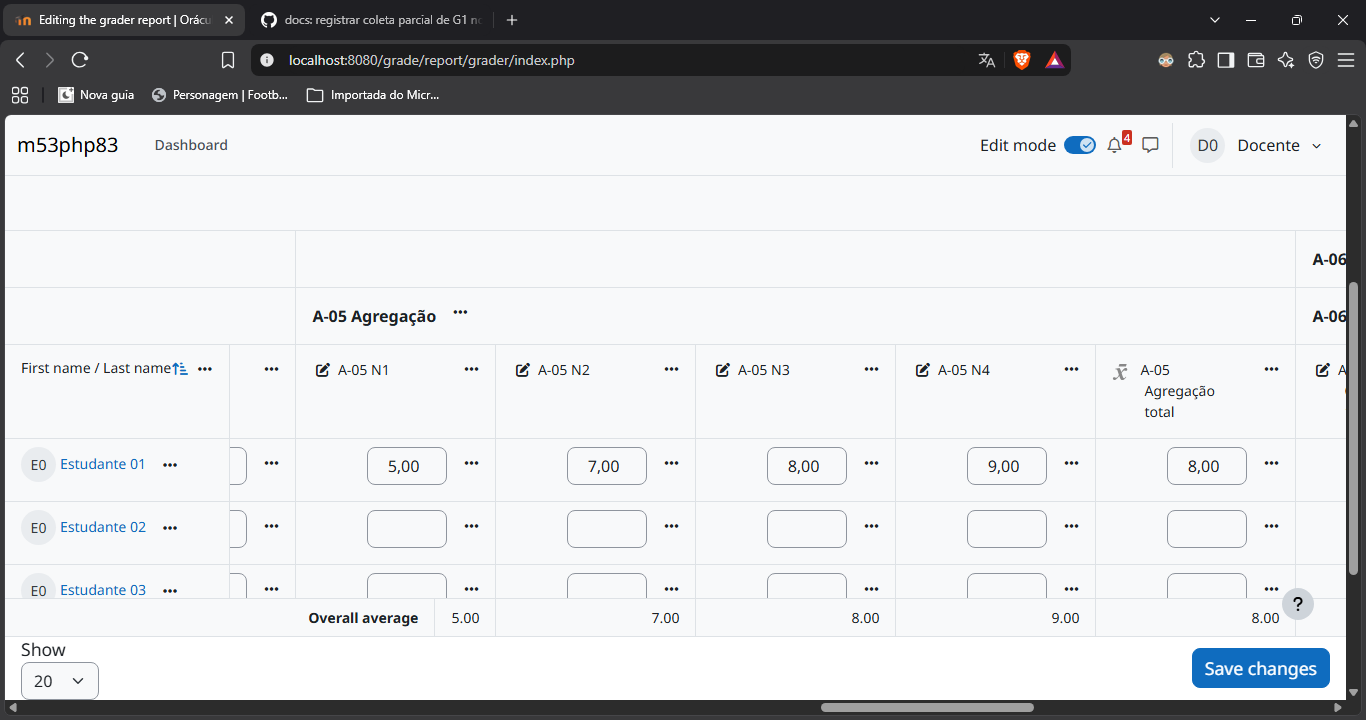 Editing the grader report | Orácu
docs: registrar coleta parcial de G1 no
localhost:8080/grade/report/grader/index.php
Nova guia
Personagem | Footb...
Importada do Micr...
m53php83
Dashboard
Edit mode
4
D0
Docente
A-06
A-05 Agregação
A-06
First name / Last name
A-05 N1
A-05 N2
A-05 N3
A-05 N4
x̄
A-05
Agregação
total
A
E0 Estudante 01
5,00
7,00
8,00
9,00
8,00
E0 Estudante 02
E0 Estudante 03
Overall average
5.00
7.00
8.00
9.00
8.00
?
Show
20
Save changes